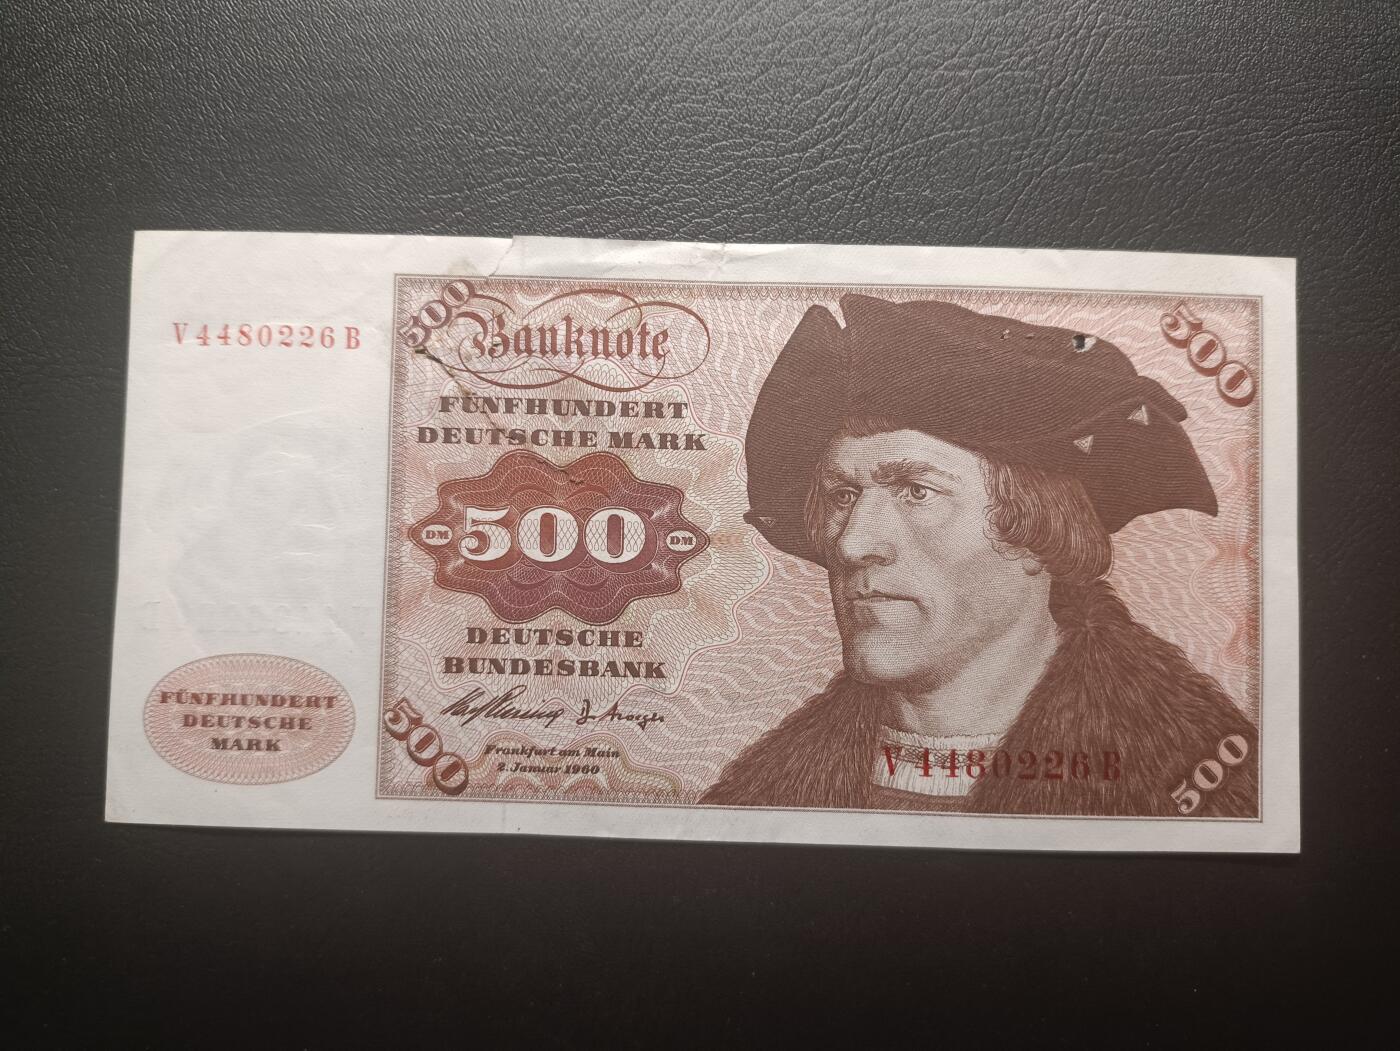 V4480226B
500
Banknote
500
FÜNFHUNDERT
DEUTSCHE MARK
DM 500 DM
DEUTSCHE
BUNDESBANK
FÜNFHUNDERT
DEUTSCHE
MARK
500
Frankfurt am Main
2. Januar 1960
V4480226B
500